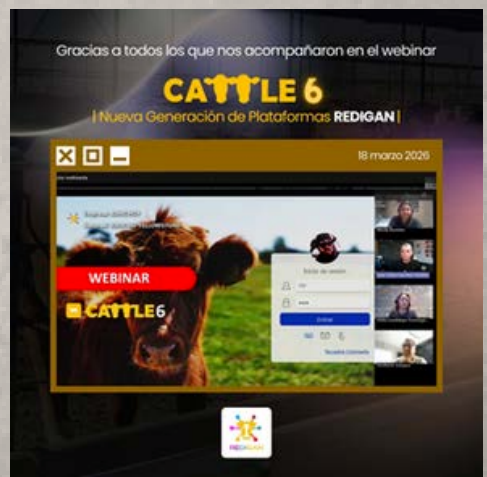 Gracias a todos los que nos acompañaron en el webinar
CATTLE 6
| Nueva Generación de Plataformas REDIGAN |
18 marzo 2026
WEBINAR
CATTLE6
Iniciar de sesión
Entrar
REDIGAN